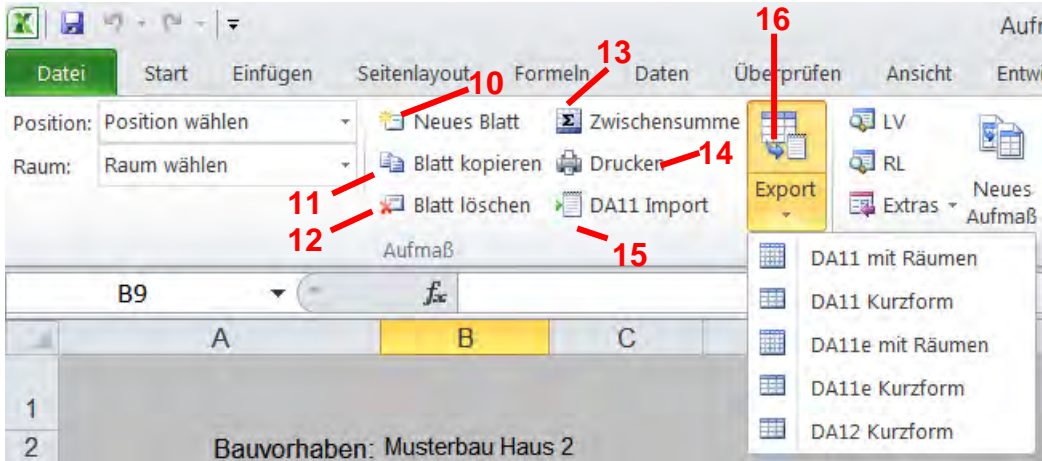 16
Aufm
13
Datei Start Einfügen Seitenlayout Formeln Daten Überprüfen Ansicht Entwi
10
Position: Position wählen Neues Blatt Σ Zwischensumme LV
Raum: Raum wählen Blatt kopieren Drucken 14 RL
11 Export Neues
Blatt löschen DA11 Import Extras Aufmaß
12 15
Aufmaß
DA11 mit Räumen
B9 fx
DA11 Kurzform
A B C
DA11e mit Räumen
DA11e Kurzform
1
DA12 Kurzform
2 Bauvorhaben: Musterbau Haus 2